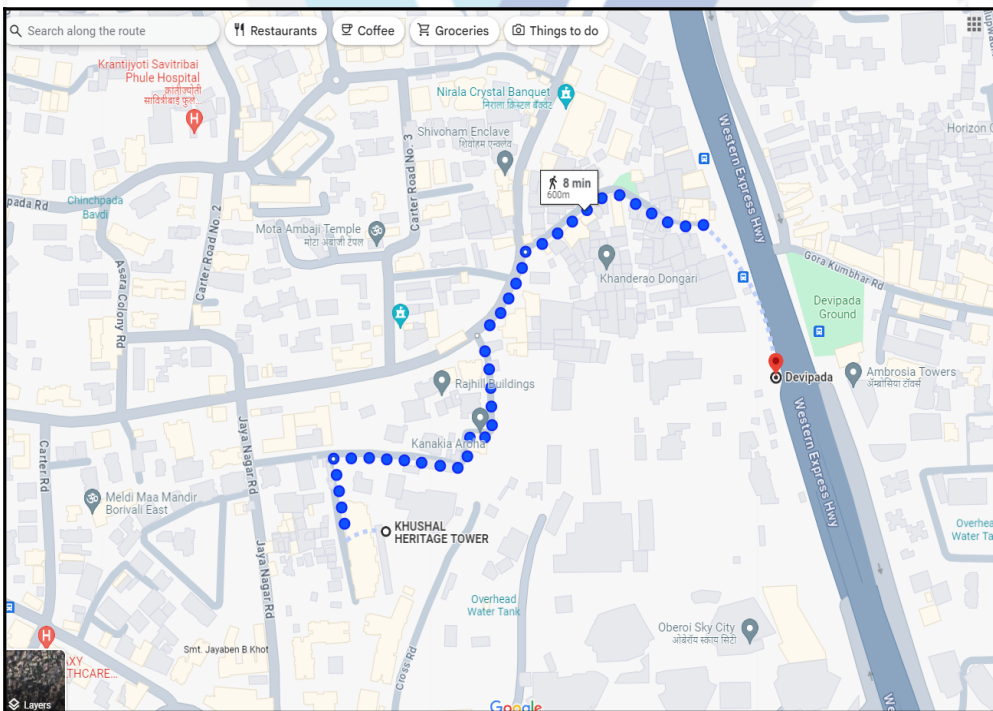 Search along the route
Restaurants
Coffee
Groceries
Things to do
Krantijyoti Savitribai
Phule Hospital
क्रांतीज्योती
सावित्रीबाई फुले...
Nirala Crystal Banquet
निराला क्रिस्टल बँक्वेट
Shivoham Enclave
शिवोहम एन्क्लेव
Horizon
8 min
600m
pada Rd
Chinchpada
Bavdi
Carter Road No. 3
Carter Road No. 2
Mota Ambaji Temple
मोटा अंबाजी टेंपल
Western Express Hwy
Gora Kumbhar Rd
Khanderao Dongari
Asara Colony Rd
Devipada
Ground
Devipada
Ambrosia Towers
अ‍ॅम्ब्रोसिया टॉवर्स
Rajhill Buildings
Kanakia Aroha
Jaya Nagar Rd
Carter Rd
Western Express Hwy
Meldi Maa Mandir
Borivali East
KHUSHAL
HERITAGE TOWER
Overhea
Water Ta
Jaya Nagar Rd
Overhead
Water Tank
Oberoi Sky City
ओबेरॉय स्काय सिटी
Smt. Jayaben B Khot
Cross Rd
XY
THCARE...
Layers
Google
We